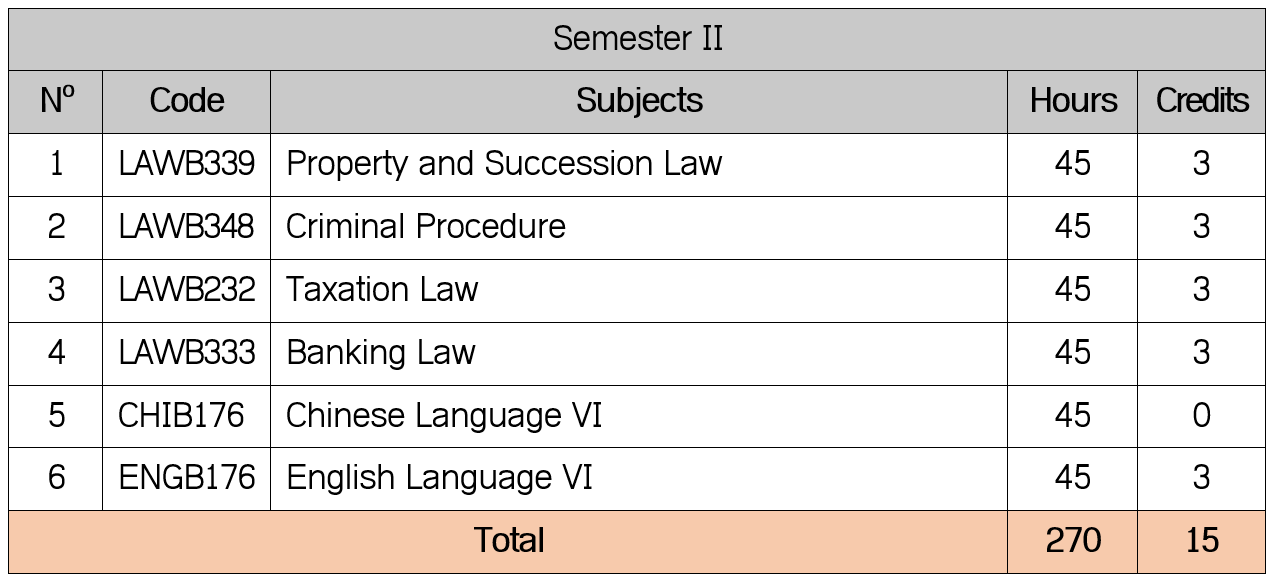 Semester II
Nº Code Subjects Hours Credits
1 LAWB339 Property and Succession Law 45 3
2 LAWB348 Criminal Procedure 45 3
3 LAWB232 Taxation Law 45 3
4 LAWB333 Banking Law 45 3
5 CHIB176 Chinese Language VI 45 0
6 ENGB176 English Language VI 45 3
Total 270 15